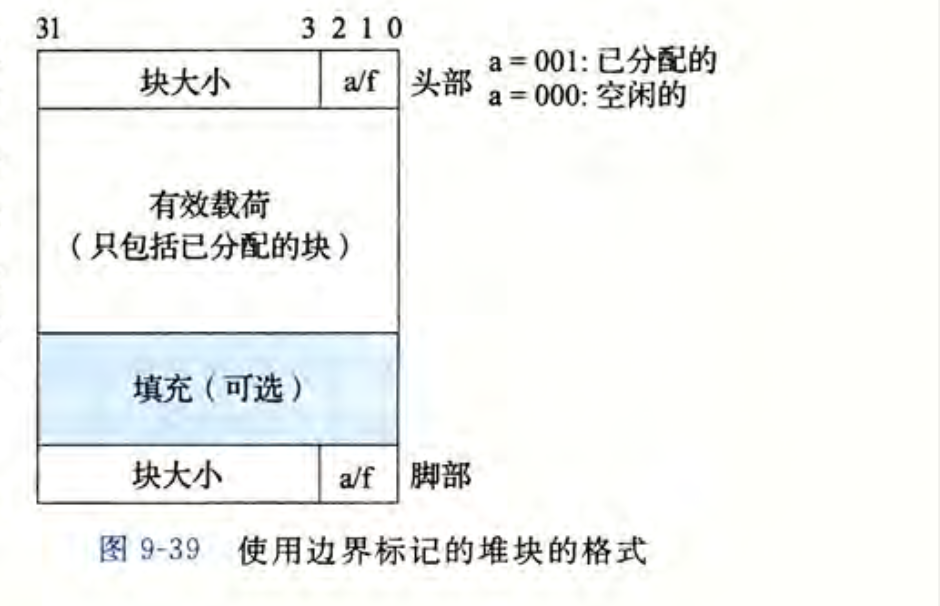 31 3 2 1 0
块大小 a/f 头部 a = 001: 已分配的
a = 000: 空闲的
有效载荷
（只包括已分配的块）
填充（可选）
块大小 a/f 脚部
图 9-39 使用边界标记的堆块的格式